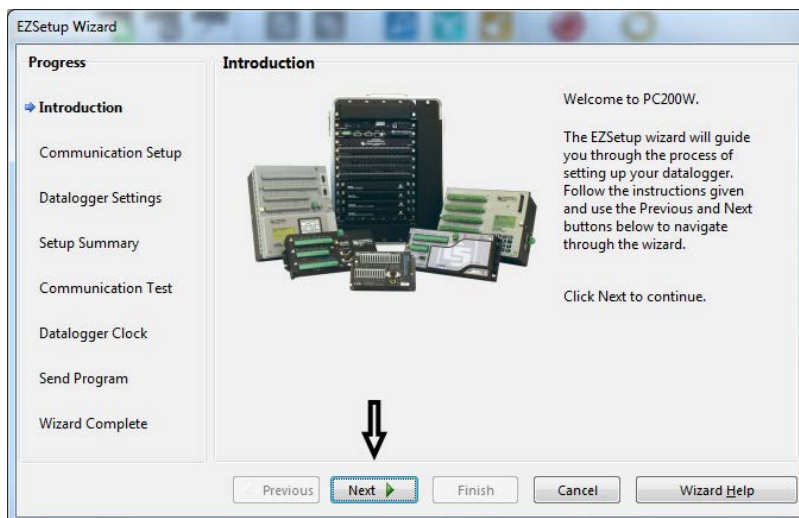 EZSetup Wizard
Progress
Introduction
Communication Setup
Datalogger Settings
Setup Summary
Communication Test
Datalogger Clock
Send Program
Wizard Complete
Introduction
Welcome to PC200W.
The EZSetup wizard will guide
you through the process of
setting up your datalogger.
Follow the instructions given
and use the Previous and Next
buttons below to navigate
through the wizard.
Click Next to continue.
Previous
Next
Finish
Cancel
Wizard Help